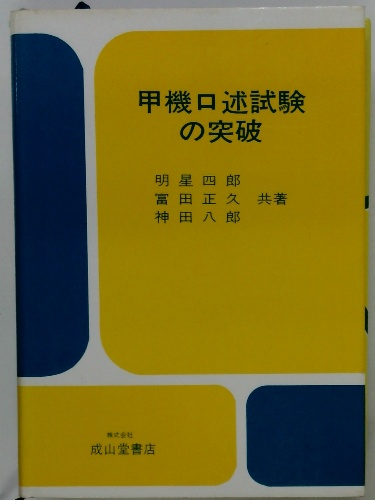 甲機口述試験
の突破
明星四郎
富田正久 共著
神田八郎
株式会社
成山堂書店